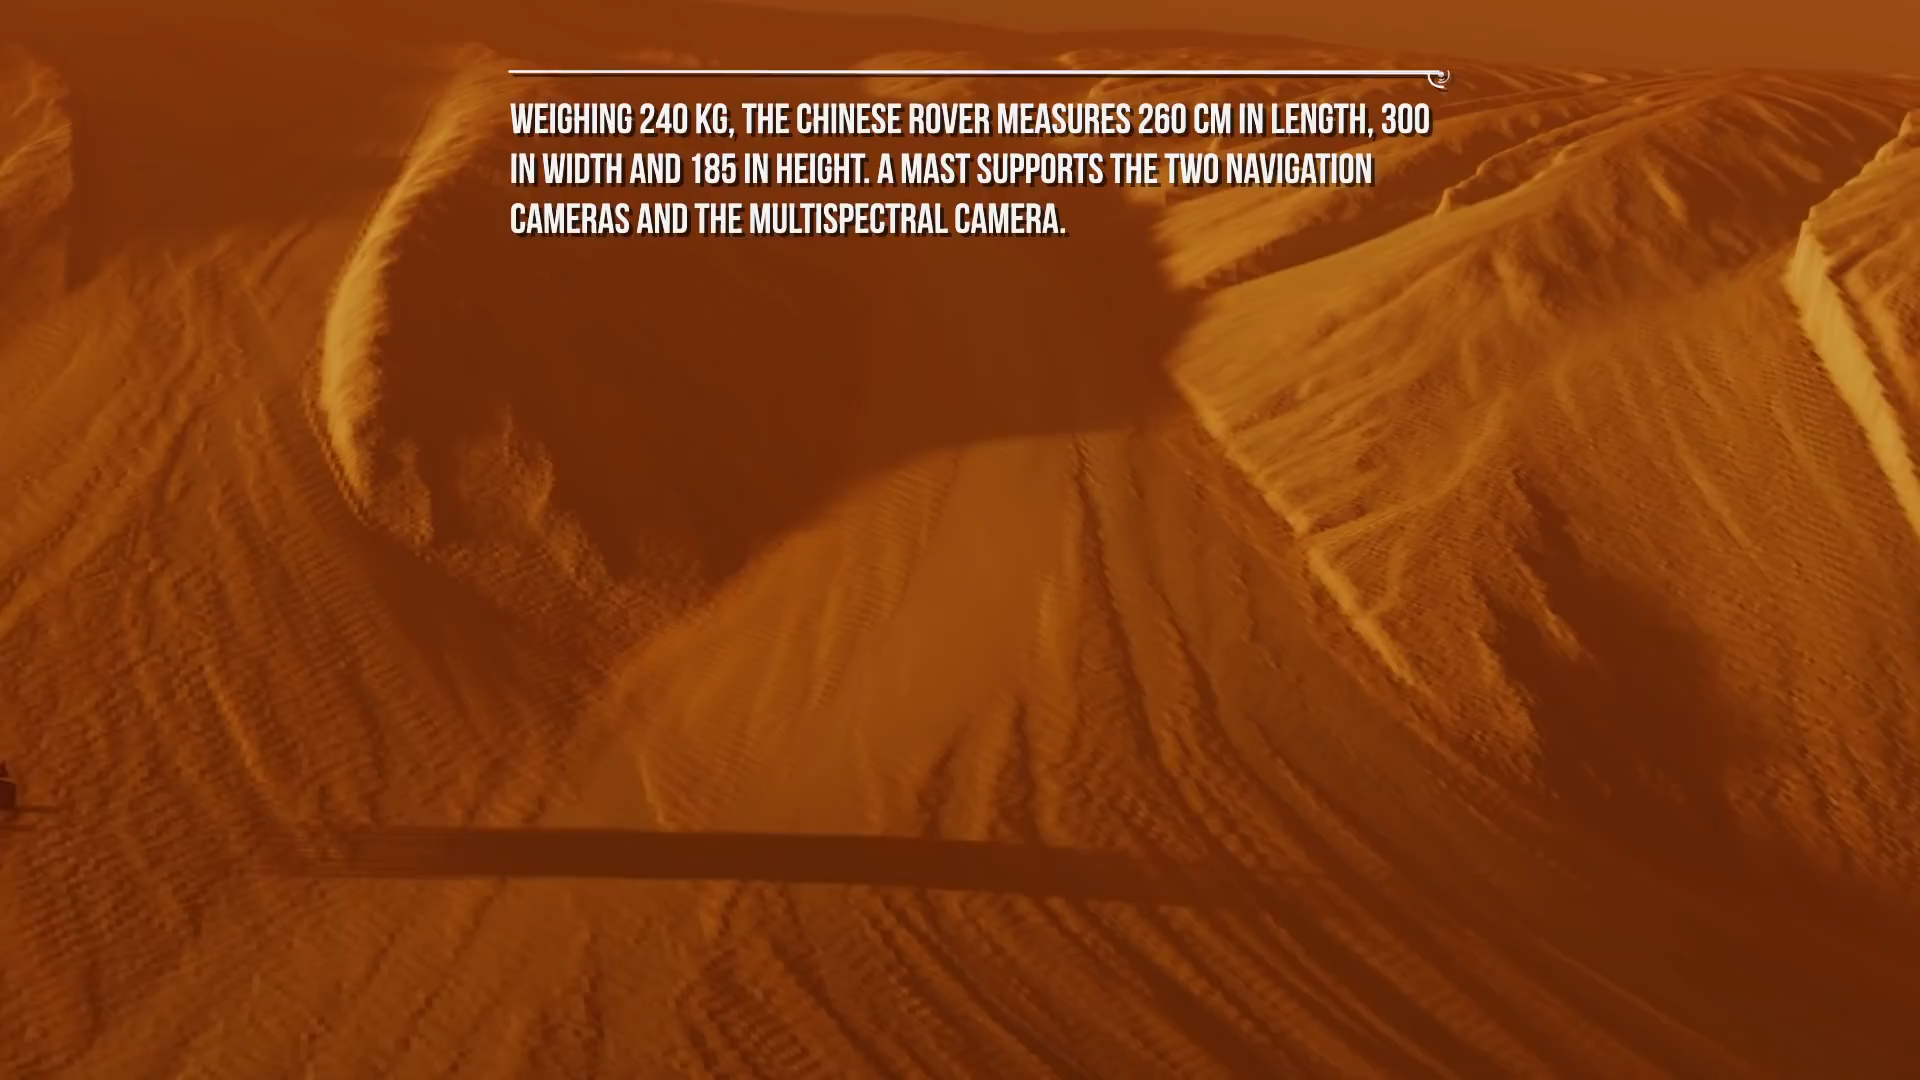 WEIGHING 240 KG, THE CHINESE ROVER MEASURES 260 CM IN LENGTH, 300
IN WIDTH AND 185 IN HEIGHT. A MAST SUPPORTS THE TWO NAVIGATION
CAMERAS AND THE MULTISPECTRAL CAMERA.